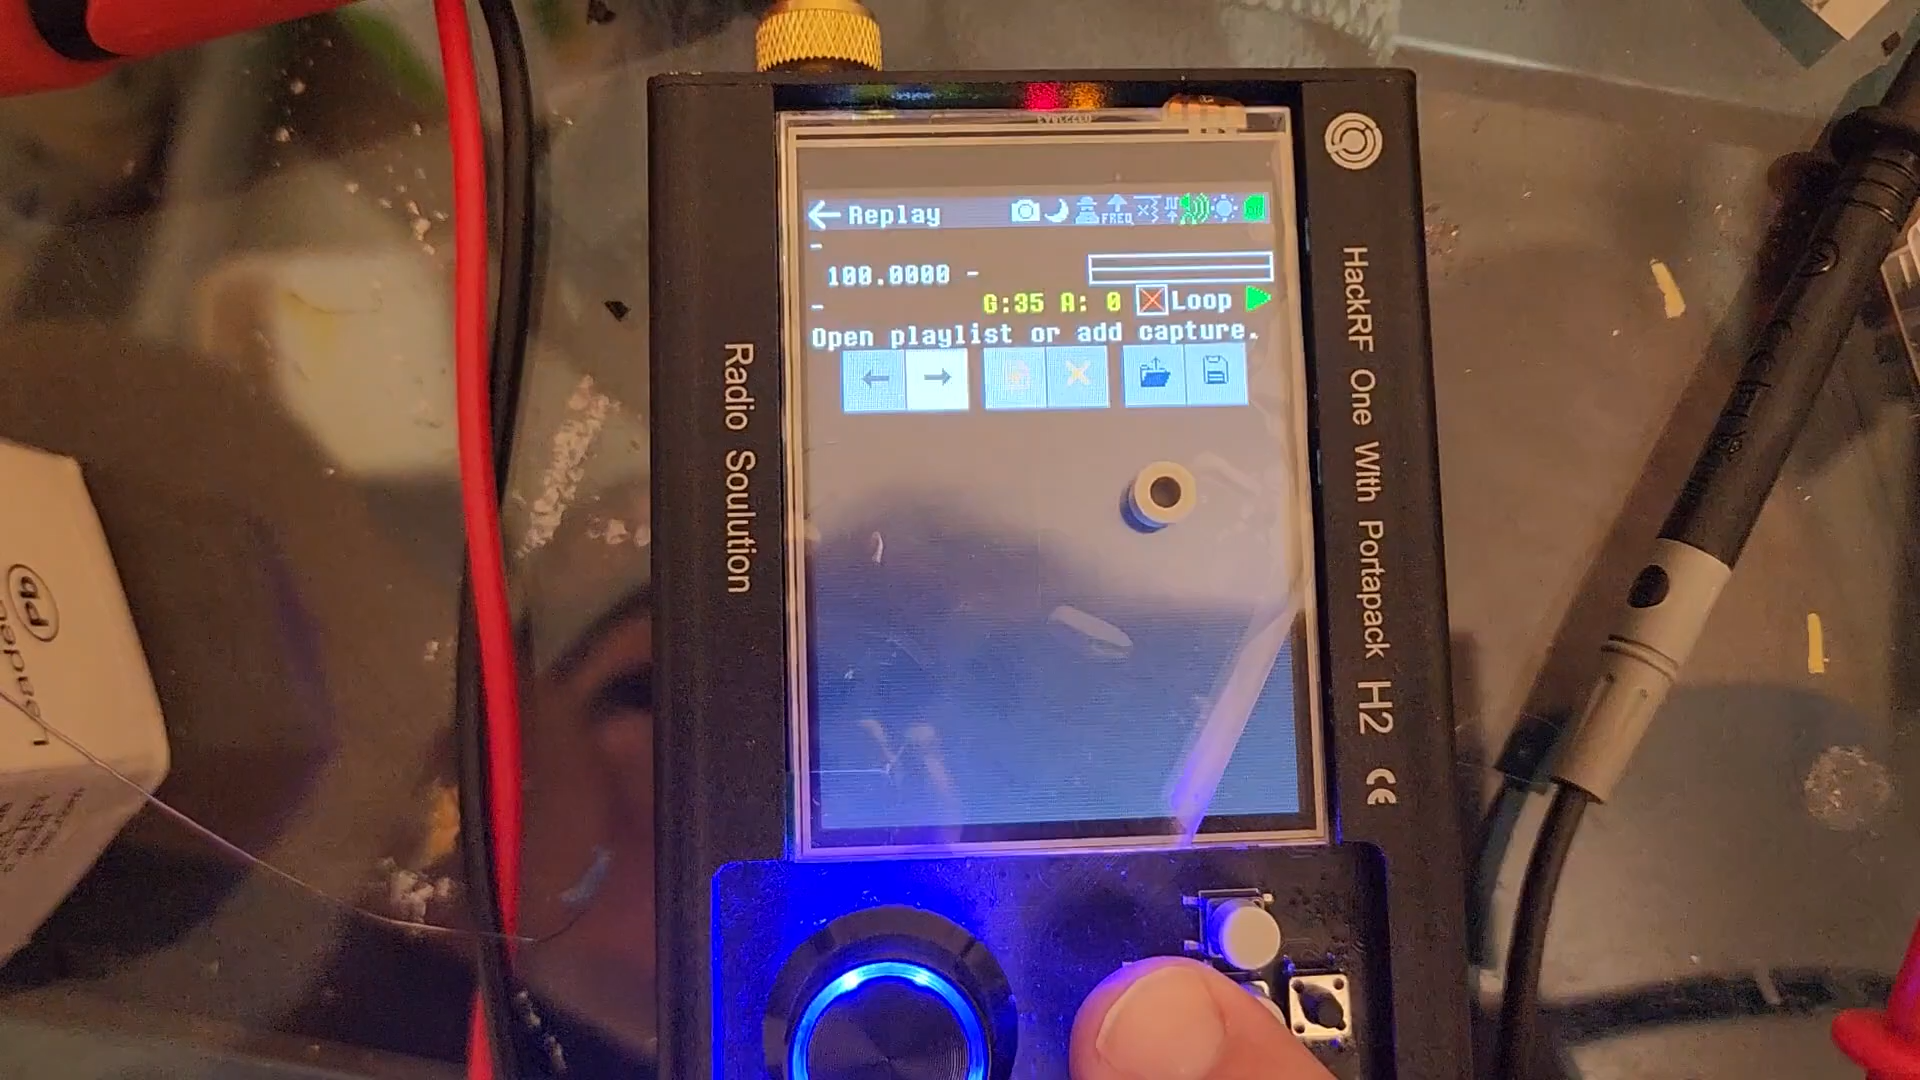 Replay
FREQ
-
100.0000 -
- G:35 A: 0 Loop
Open playlist or add capture.
Radio Soulution
HackRF One With Portapack H2 CE